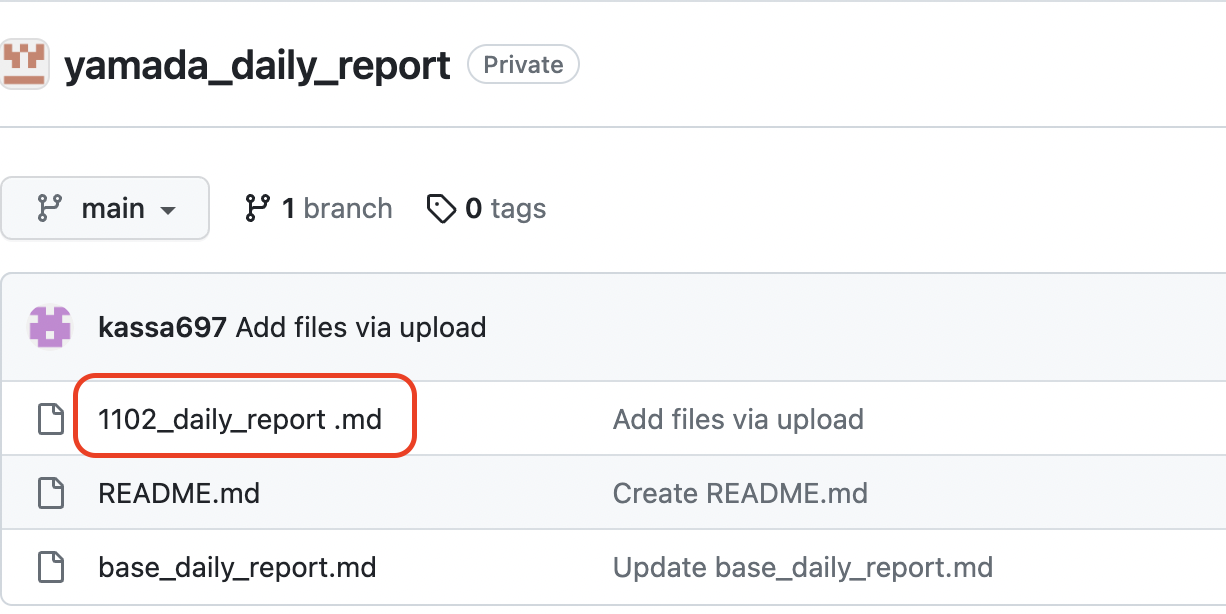 yamada_daily_report Private
main 1 branch 0 tags
kassa697 Add files via upload
1102_daily_report .md Add files via upload
README.md Create README.md
base_daily_report.md Update base_daily_report.md